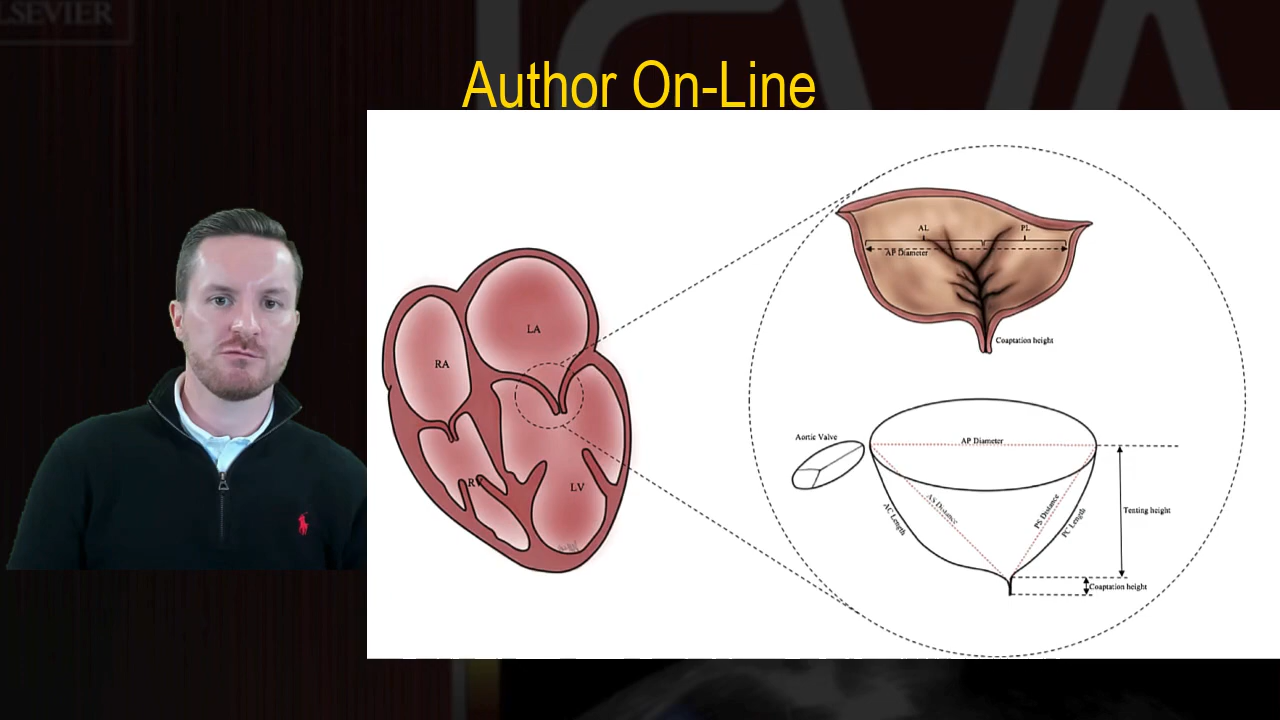 LSEVIER
Author On-Line
RA
LA
LV
AL
PL
AP Diameter
Coaptation height
Aortic Valve
AP Diameter
AS Distance
AC Length
PS Distance
PC Length
Tenting height
Coaptation height